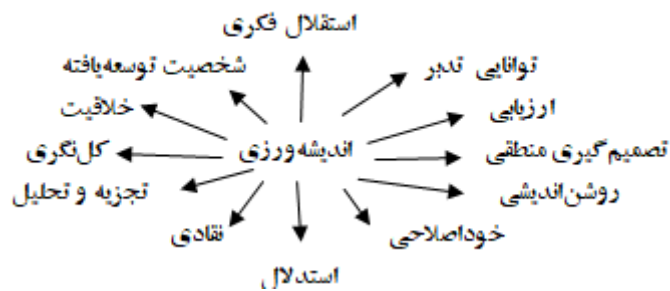 استقلال فکری
توانایی تدبر
شخصیت توسعه‌یافته
ارزیابی
خلاقیت
تصمیم‌گیری منطقی
اندیشه‌ورزی
کل‌نگری
روشن‌اندیشی
تجزیه و تحلیل
خوداصلاحی
نقادی
استدلال